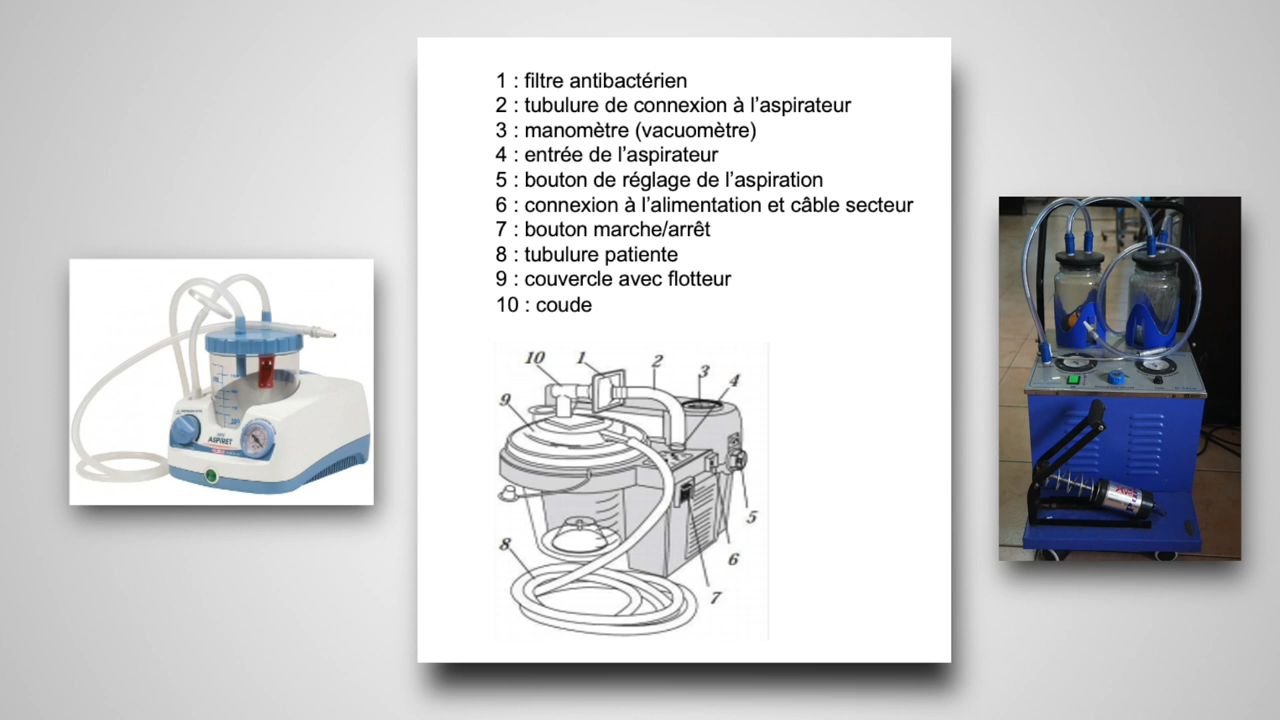 1 : filtre antibactérien
2 : tubulure de connexion à l’aspirateur
3 : manomètre (vacuomètre)
4 : entrée de l’aspirateur
5 : bouton de réglage de l’aspiration
6 : connexion à l’alimentation et câble secteur
7 : bouton marche/arrêt
8 : tubulure patiente
9 : couvercle avec flotteur
10 : coude
10 1 2 3 4
9
5
8
6
7
ASPIRET